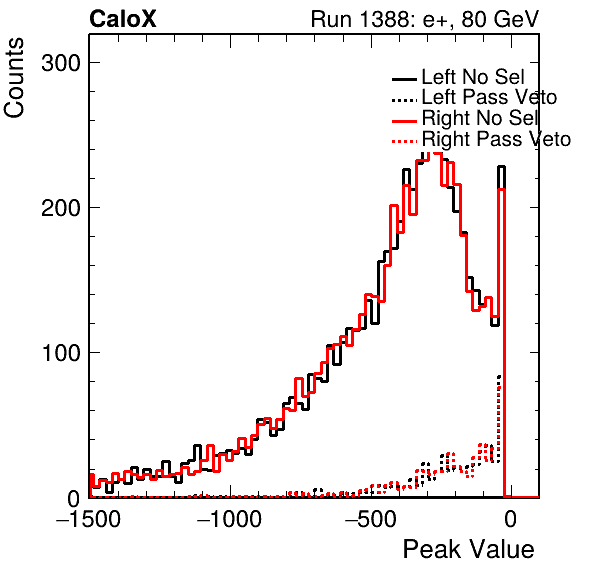 CaloX Run 1388: e+, 80 GeV
Counts
300
Left No Sel
Left Pass Veto
Right No Sel
Right Pass Veto
200
100
0
−1500 −1000 −500 0
Peak Value